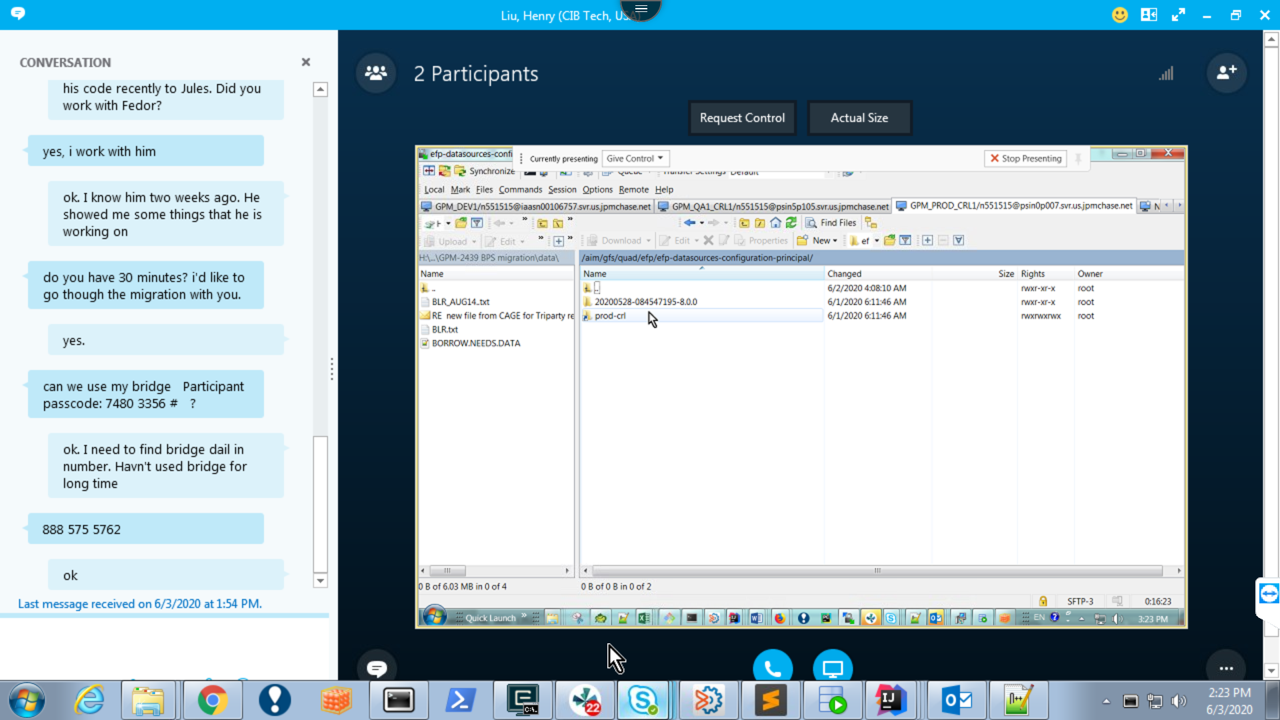 Liu, Henry (CIB Tech, US
CONVERSATION
his code recently to Jules. Did you
work with Fedor?
yes, i work with him
ok. I know him two weeks ago. He
showed me some things that he is
working on
do you have 30 minutes? i'd like to
go though the migration with you.
yes.
can we use my bridge Participant
passcode: 7480 3356 # ?
ok. I need to find bridge dail in
number. Havn't used bridge for
long time
888 575 5762
ok
Last message received on 6/3/2020 at 1:54 PM.
2 Participants
Request Control
Actual Size
efp-datasources-confi
Currently presenting
Give Control
Stop Presenting
Synchronize
Queue
Transfer Settings Default
Local Mark Files Commands Session Options Remote Help
GPM_DEV1/n551515@iaasn00106757.svr.us.jpmchase.net
GPM_QA1_CRL1/n551515@psin5p105.svr.us.jpmchase.net
GPM_PROD_CRL1/n551515@psin0p007.svr.us.jpmchase.net
N
Find Files
Upload
Edit
Download
Edit
Properties
New
ef
H:\..\GPM-2439 BPS migration\data\
/aim/gfs/quad/efp/efp-datasources-configuration-principal/
Name
Name Changed Size Rights Owner
..
BLR_AUG14..txt
RE new file from CAGE for Triparty re
BLR.txt
BORROW.NEEDS.DATA
.. 6/2/2020 4:08:10 AM rwxr-xr-x root
20200528-084547195-8.0.0 6/1/2020 6:11:46 AM rwxr-xr-x root
prod-crl 6/1/2020 6:11:46 AM rwxrwxrwx root
0 B of 6.03 MB in 0 of 4
0 B of 0 B in 0 of 2
SFTP-3
0:16:23
Quick Launch
EN
3:23 PM
22
2:23 PM
6/3/2020